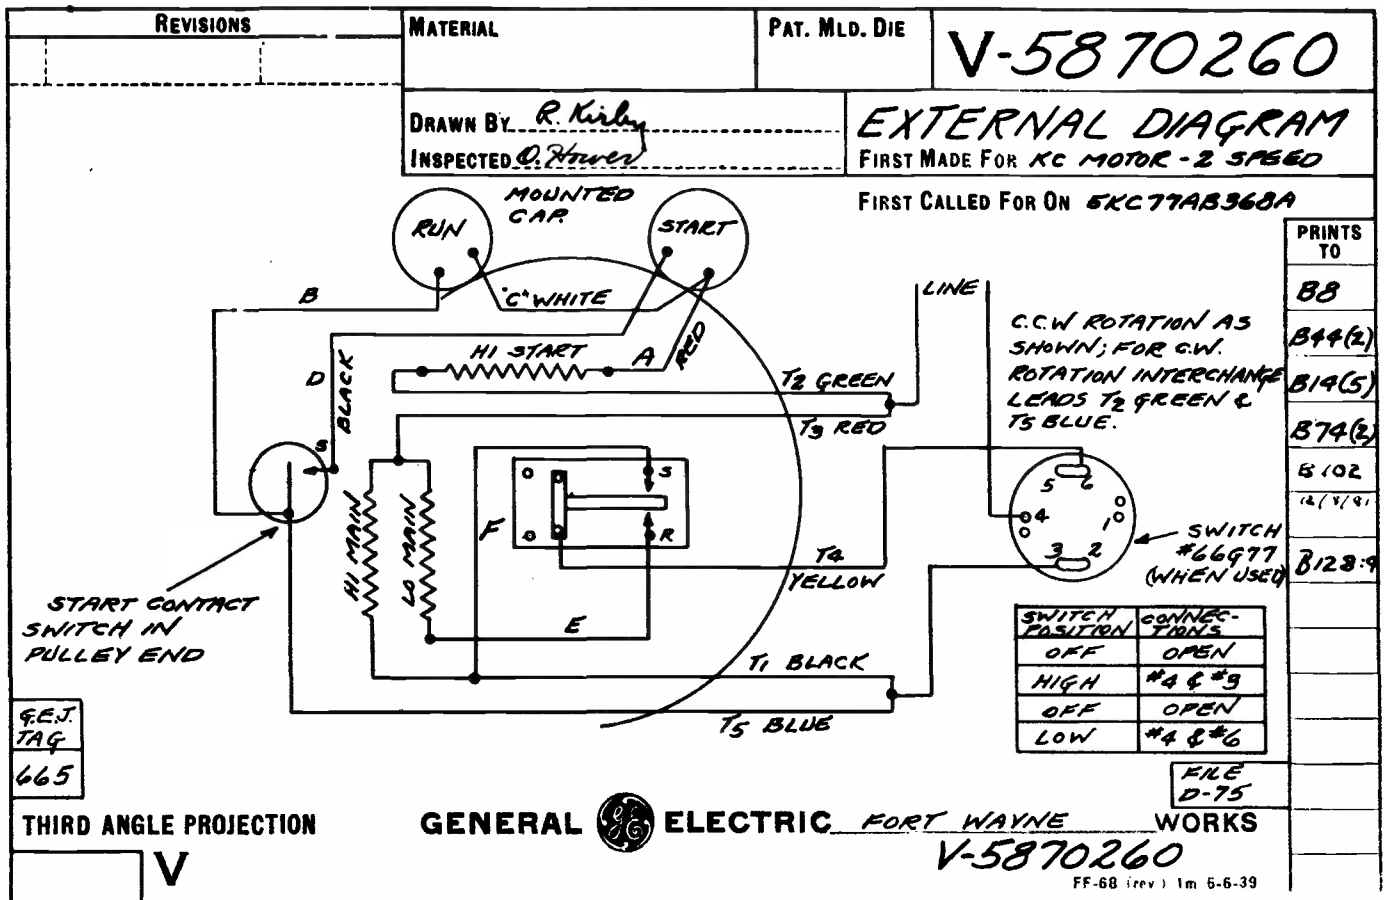 REVISIONS
MATERIAL
PAT. MLD. DIE
V-5870260
DRAWN BY R. Kirby
INSPECTED O. Hower
EXTERNAL DIAGRAM
FIRST MADE FOR KC MOTOR - 2 SPEED
FIRST CALLED FOR ON 5KC77AB368A
PRINTS
TO
B8
B44(2)
B14(5)
B74(2)
B102
B128:9
MOUNTED
CAP.
RUN
START
B
"C" WHITE
LINE
HI START
A
RED
D
BLACK
T2 GREEN
T3 RED
C.C.W ROTATION AS
SHOWN; FOR C.W.
ROTATION INTERCHANGE
LEADS T2 GREEN &
T5 BLUE.
S
S
R
F
HI MAIN
LO MAIN
E
T4
YELLOW
5 6
4 1
3 2
SWITCH
#66G77
(WHEN USED)
START CONTACT
SWITCH IN
PULLEY END
T1 BLACK
T5 BLUE
SWITCH POSITION CONNEC-TIONS
OFF OPEN
HIGH #4 & #3
OFF OPEN
LOW #4 & #6
G.E.J.
TAG
665
FILE
D-75
THIRD ANGLE PROJECTION
V
GENERAL GE ELECTRIC FORT WAYNE WORKS
V-5870260
FF-68 (rev) 1m 6-6-39